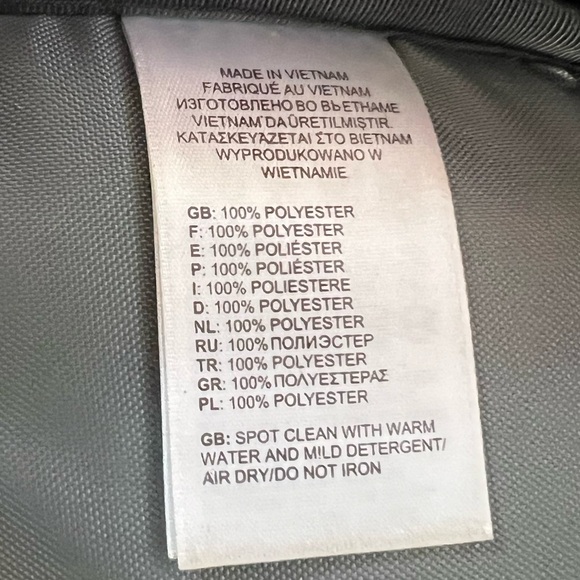 MADE IN VIETNAM
FABRIQUÉ AU VIETNAM
ИЗГОТОВЛЕНО ВО ВЬЕТНАМЕ
VIETNAM'DA ÜRETILMIŞTIR.
ΚΑΤΑΣΚΕΥΑΖΕΤΑΙ ΣΤΟ ΒΙΕΤΝΑΜ
WYPRODUKOWANO W
WIETNAMIE
GB: 100% POLYESTER
F: 100% POLYESTER
E: 100% POLIÉSTER
P: 100% POLIÉSTER
I: 100% POLIESTERE
D: 100% POLYESTER
NL: 100% POLYESTER
RU: 100% ПОЛИЭСТЕР
TR: 100% POLYESTER
GR: 100% ΠΟΛΥΕΣΤΕΡΑΣ
PL: 100% POLYESTER
GB: SPOT CLEAN WITH WARM
WATER AND MILD DETERGENT/
AIR DRY/DO NOT IRON